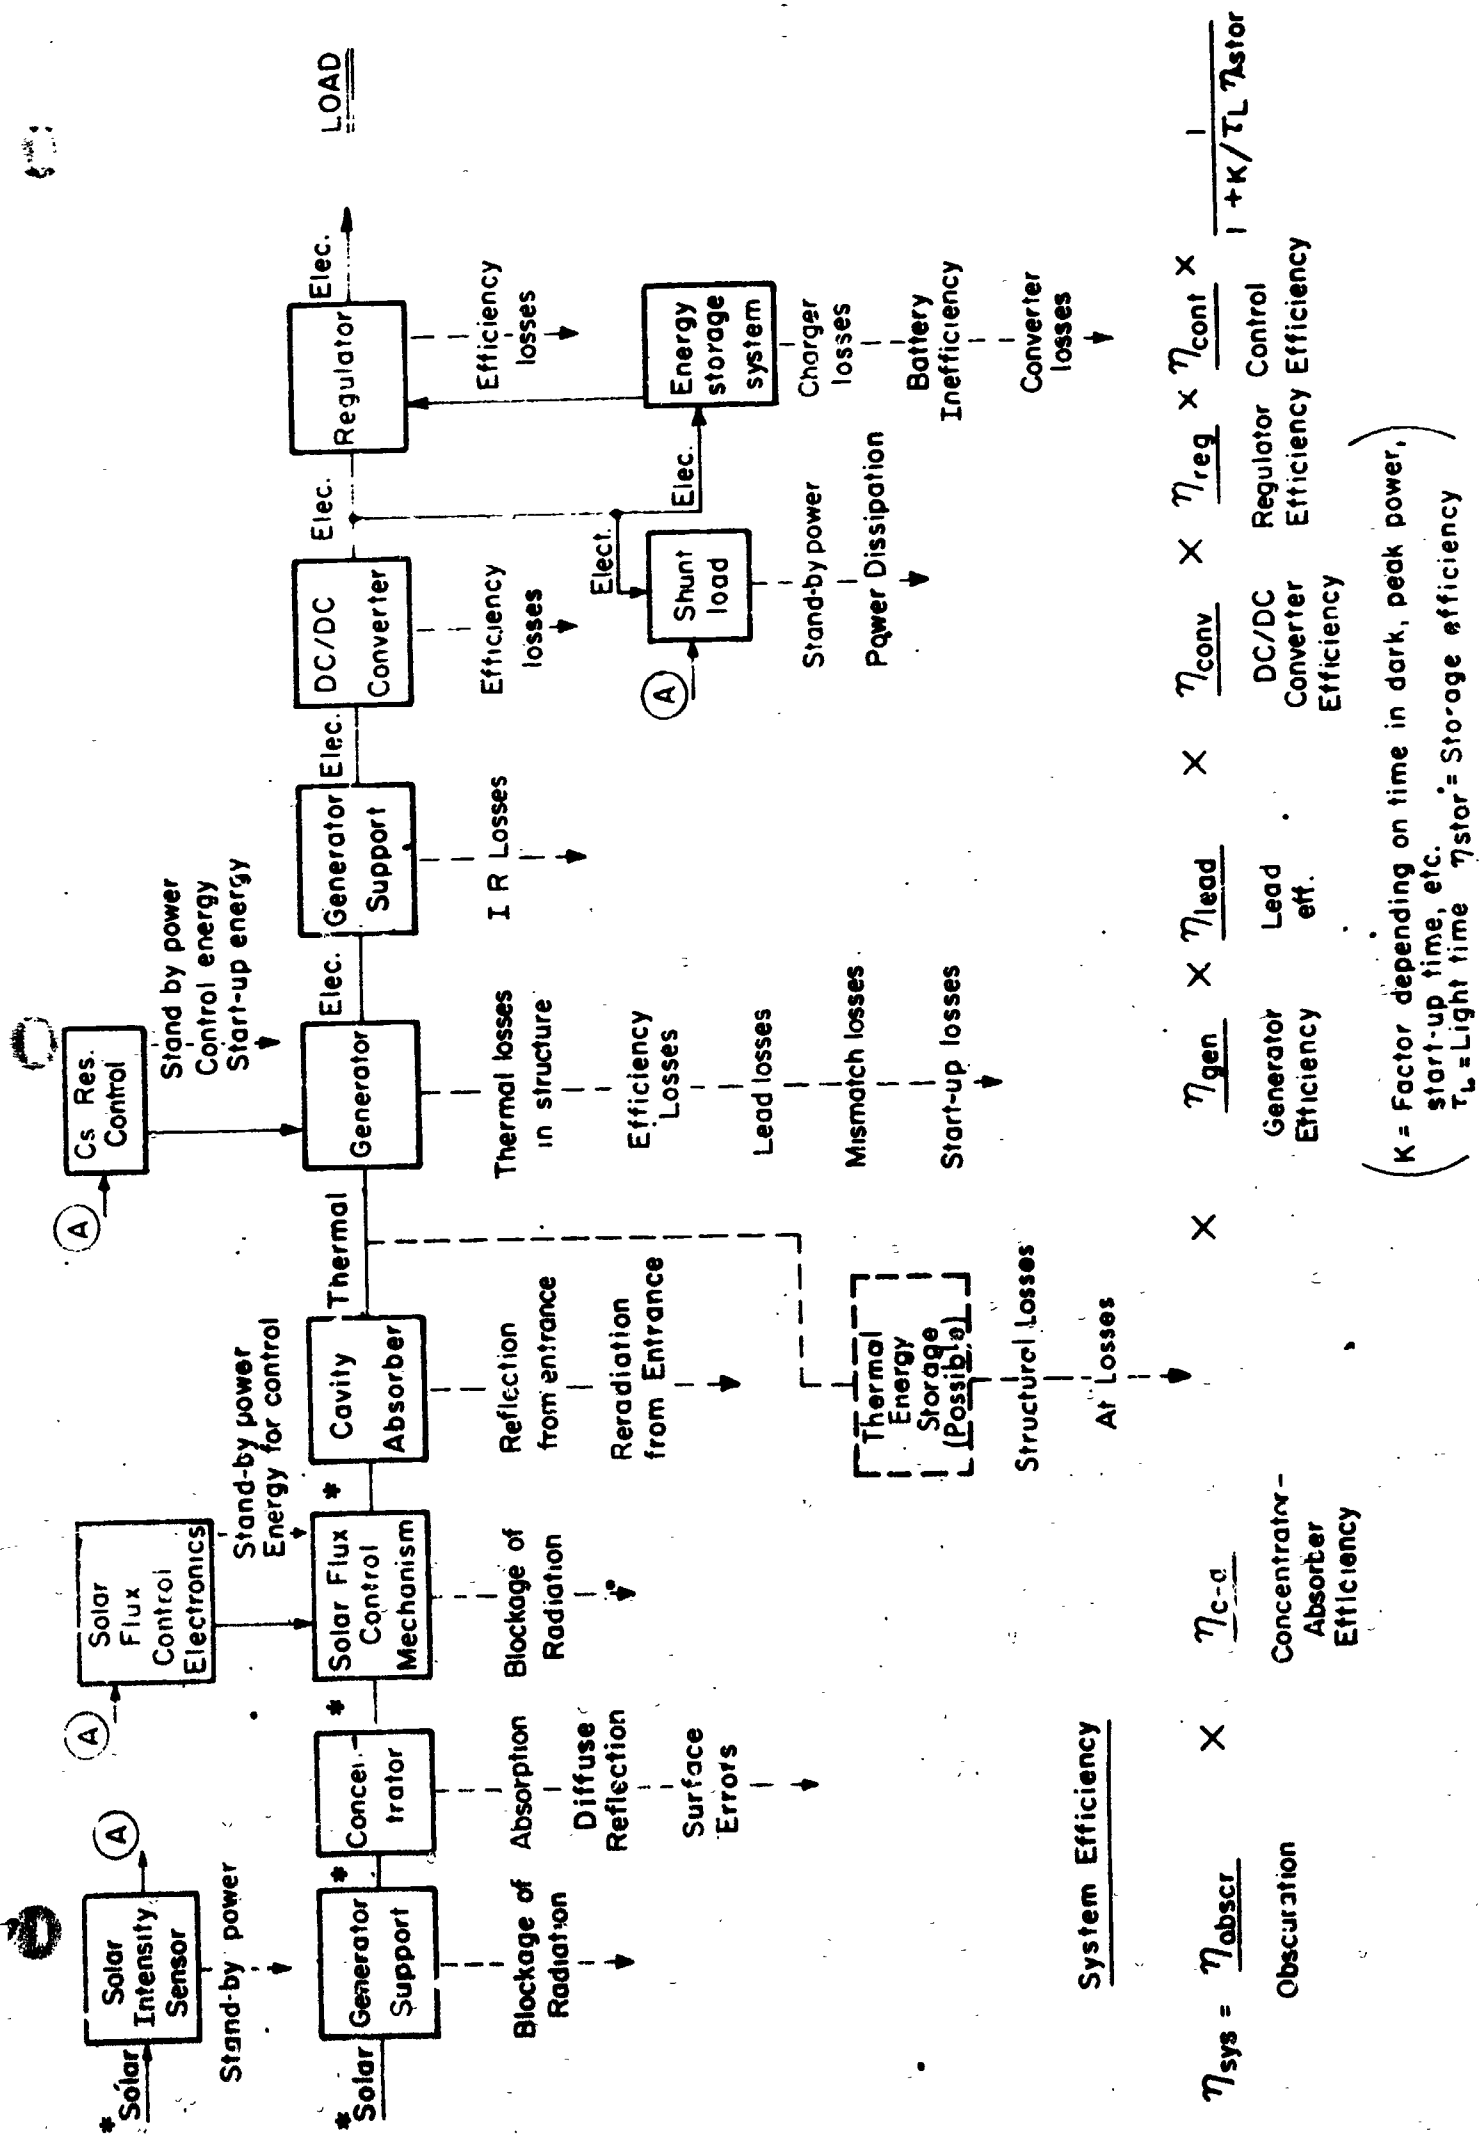 * Solar
Solar
Intensity
Sensor
A
Stand-by power
A
Solar
Flux
Control
Electronics
Stand-by power
Energy for control
A
Cs Res.
Control
Stand by power
Control energy
Start-up energy
* Solar
Generator
Support
*
Blockage of
Radiation
trator
*
Absorption
Diffuse
Reflection
Surface
Errors
Solar Flux
Control
Mechanism
*
Blockage of
Radiation
Cavity
Absorber
Thermal
Reflection
from entrance
Reradiation
from Entrance
Thermal
Energy
Storage
(Possible)
Structural Losses
At Losses
Generator
Elec.
Thermal losses
in structure
Efficiency
Losses
Lead losses
Mismatch losses
Start-up losses
Generator
Support
Elec.
I R Losses
DC/DC
Converter
Elec.
Efficiency
losses
Elect.
A
Shunt
load
Stand-by power
Power Dissipation
Elec.
Regulator
Elec.
LOAD
Efficiency
losses
Energy
storage
system
Charger
losses
Battery
Inefficiency
Converter
losses
System Efficiency
ηsys = ηobscr × ηc-a × ηgen × ηlead × ηconv × ηreg × ηcont × 1 / 1 + K/τL ηstor
Obscuration
Concentrator-
Absorber
Efficiency
Generator
Efficiency
Lead
eff.
DC/DC
Converter
Efficiency
Regulator
Efficiency
Control
Efficiency
(K = Factor depending on time in dark, peak power,
start-up time, etc.
τL = Light time ηstor = Storage efficiency)